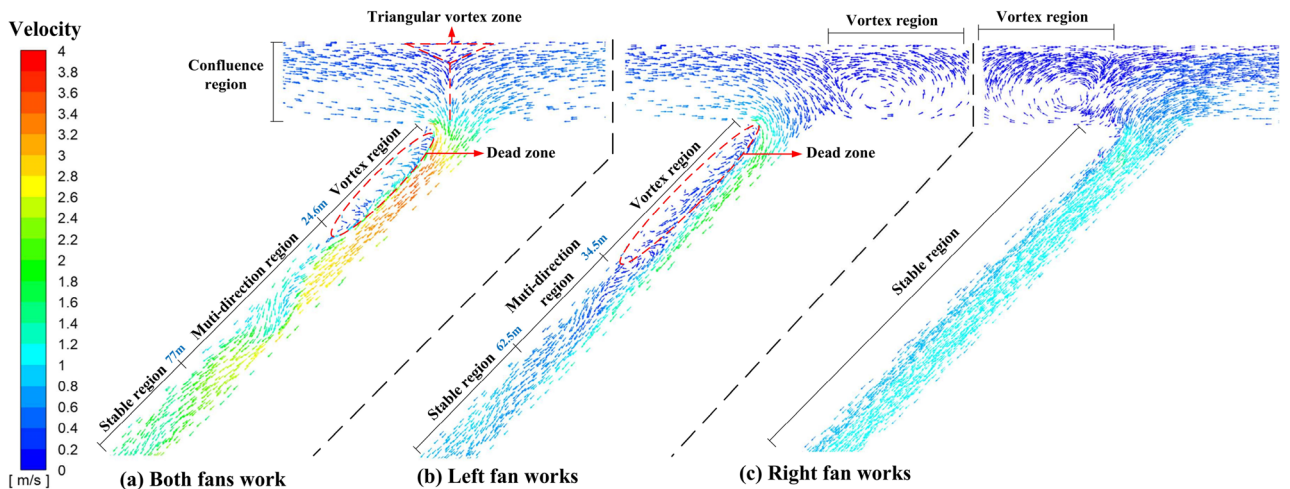 Velocity
4
3.8
3.6
3.4
3.2
3
2.8
2.6
2.4
2.2
2
1.8
1.6
1.4
1.2
1
0.8
0.6
0.4
0.2
0
[ m/s ]
Triangular vortex zone
Confluence
region
Dead zone
Vortex region
24.6m
Muti-direction region
77m
Stable region
(a) Both fans work
Vortex region
Dead zone
Vortex region
34.5m
Muti-direction
region
62.5m
Stable region
(b) Left fan works
Vortex region
Stable region
(c) Right fan works